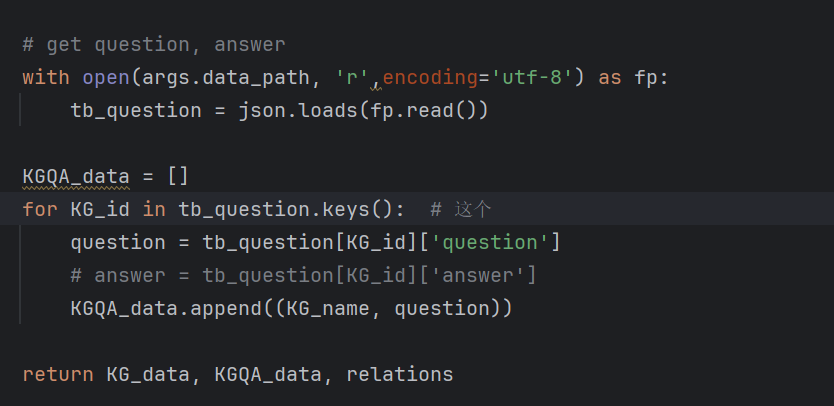 # get question, answer
with open(args.data_path, 'r',encoding='utf-8') as fp:
    tb_question = json.loads(fp.read())
KGQA_data = []
for KG_id in tb_question.keys():  # 这个
    question = tb_question[KG_id]['question']
    # answer = tb_question[KG_id]['answer']
    KGQA_data.append((KG_name, question))
return KG_data, KGQA_data, relations